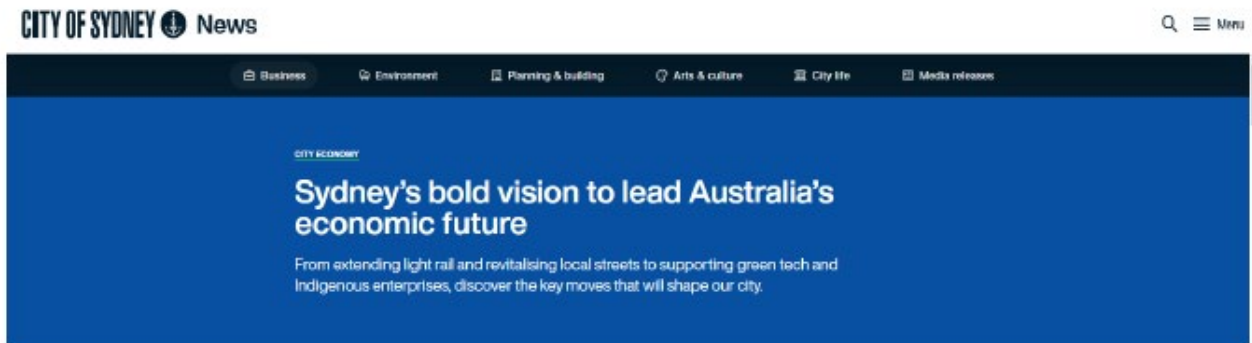 CITY OF SYDNEY News
Menu
Business Environment Planning & building Arts & culture City life Media releases
CITY ECONOMY
Sydney's bold vision to lead Australia's
economic future
From extending light rail and revitalising local streets to supporting green tech and
Indigenous enterprises, discover the key moves that will shape our city.